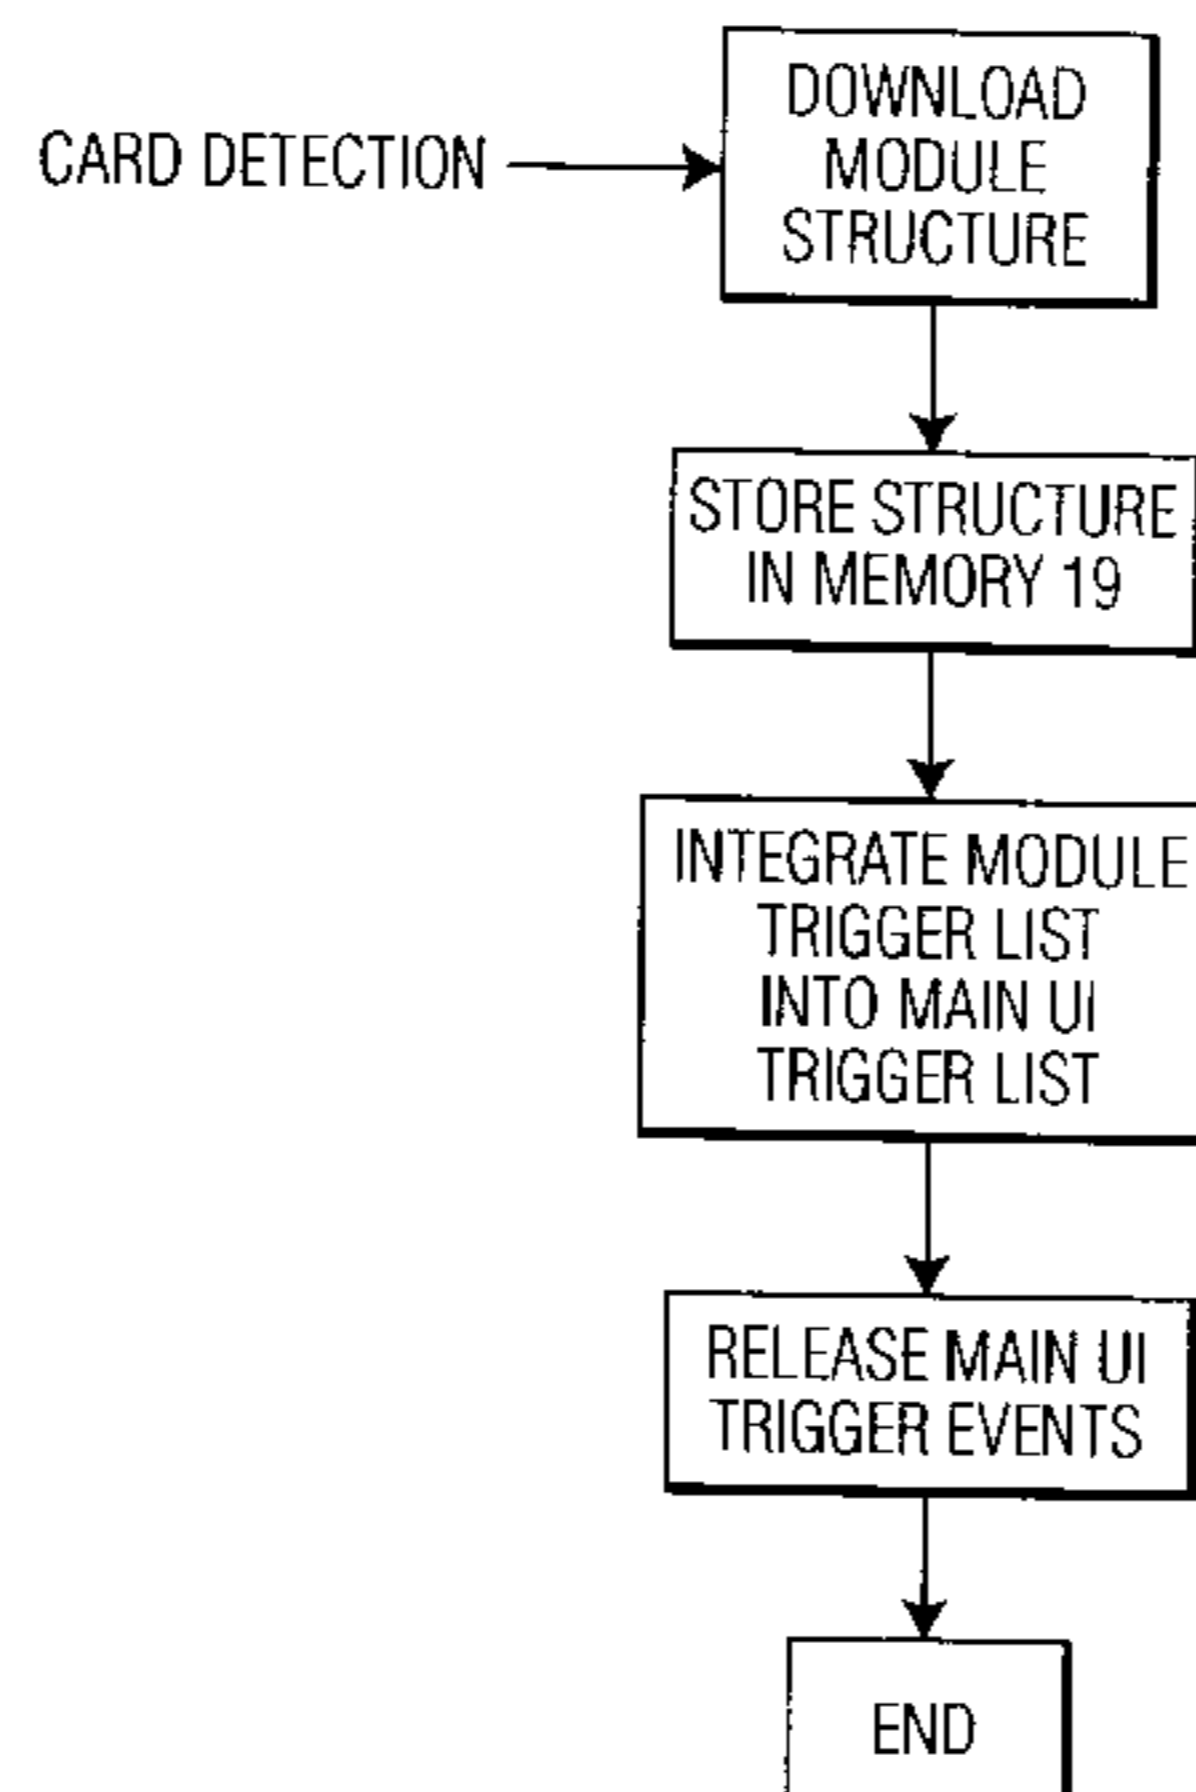 DOWNLOAD
MODULE
STRUCTURE
CARD DETECTION
STORE STRUCTURE
IN MEMORY 19
INTEGRATE MODULE
TRIGGER LIST
INTO MAIN UI
TRIGGER LIST
RELEASE MAIN UI
TRIGGER EVENTS
END